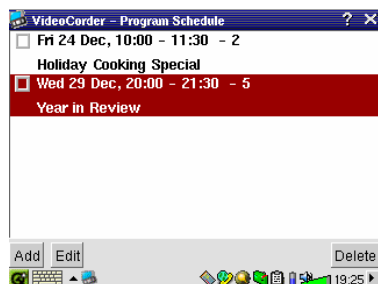 VideoCorder – Program Schedule ? X
Fri 24 Dec, 10:00 – 11:30 – 2
Holiday Cooking Special
Wed 29 Dec, 20:00 – 21:30 – 5
Year in Review
Add Edit Delete
19:25